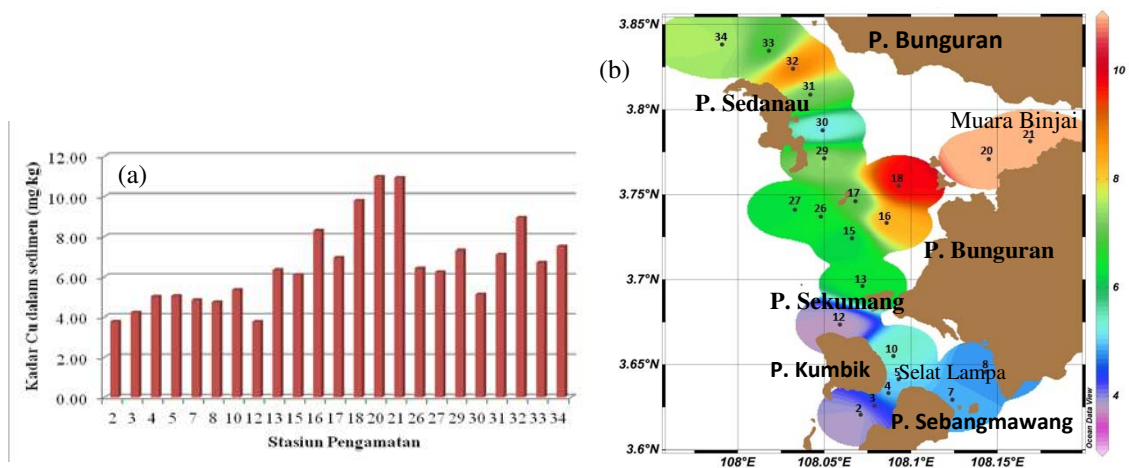 (a)
Kadar Cu dalam sedimen (mg/kg)
12.00
10.00
8.00
6.00
4.00
2.00
0.00
2 3 4 5 7 8 10 12 13 15 16 17 18 20 21 26 27 29 30 31 32 33 34
Stasiun Pengamatan
(b)
3.85°N
3.8°N
3.75°N
3.7°N
3.65°N
3.6°N
P. Bunguran
34
33
32
31
P. Sedanau
30
Muara Binjai
21
20
29
18
17
27
26
16
15
P. Bunguran
13
P. Sekumang
12
10
P. Kumbik
5
Selat Lampa
8
4
7
3
2
P. Sebangmawang
108°E
108.05°E
108.1°E
108.15°E
10
8
6
4
Ocean Data View